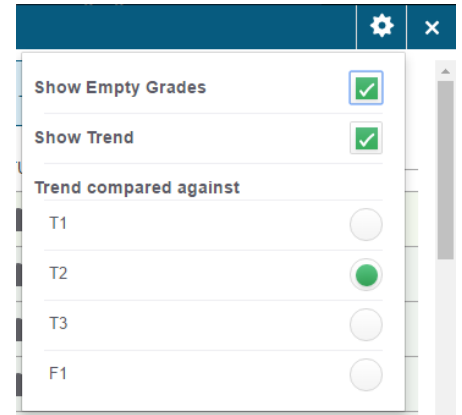 Show Empty Grades
Show Trend
Trend compared against
T1
T2
T3
F1